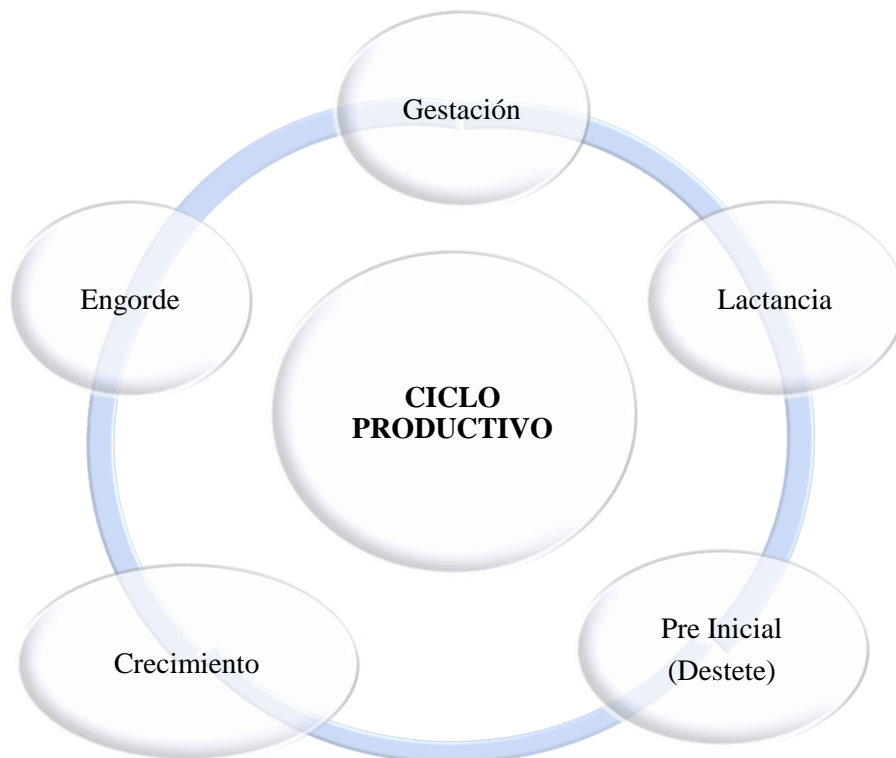 Gestación
Engorde
Lactancia
CICLO
PRODUCTIVO
Crecimiento
Pre Inicial
(Destete)